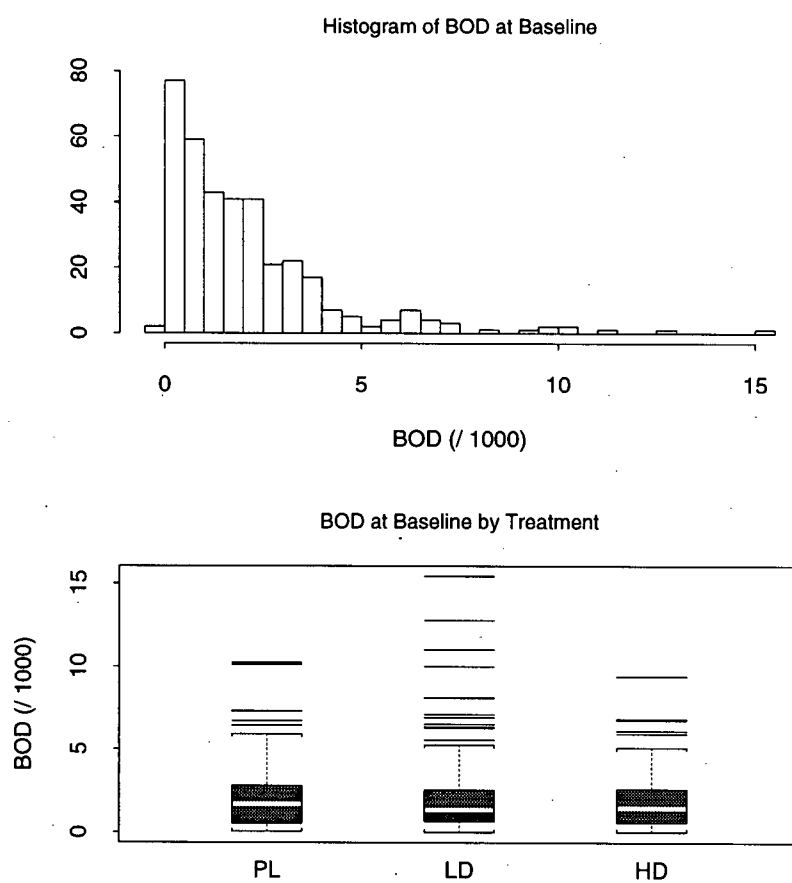 Histogram of BOD at Baseline
80
60
40
20
0
0 5 10 15
BOD (/ 1000)
BOD at Baseline by Treatment
15
10
5
0
BOD (/ 1000)
PL LD HD